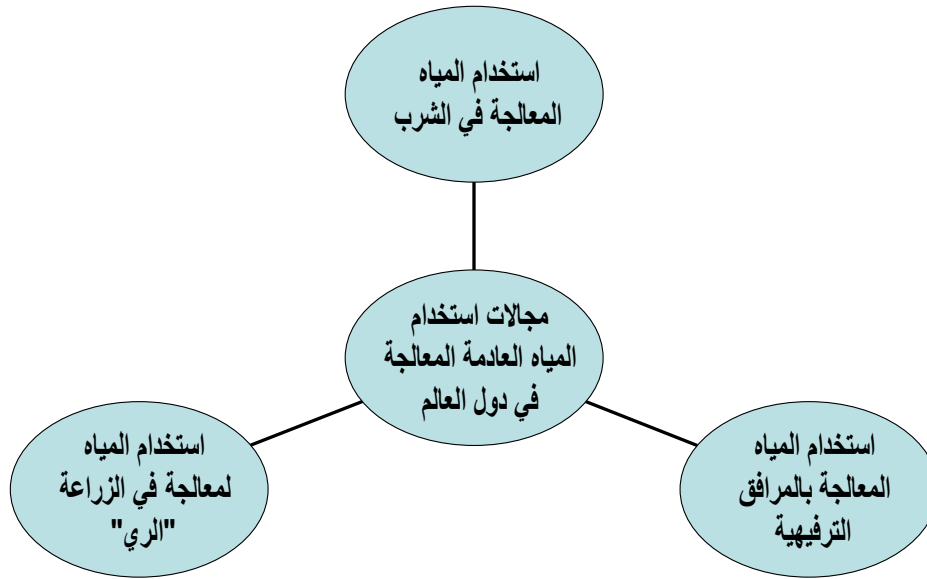 استخدام المياه
المعالجة في الشرب
مجالات استخدام
المياه العادمة المعالجة
في دول العالم
استخدام المياه
المعالجة بالمرافق
الترفيهية
استخدام المياه
لمعالجة في الزراعة
"الري"